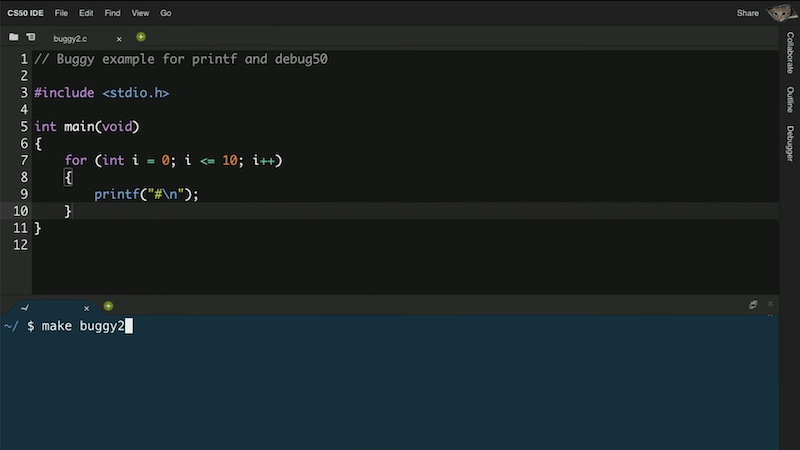 CS50 IDE File Edit Find View Go Share
buggy2.c
1 // Buggy example for printf and debug50
2
3 #include <stdio.h>
4
5 int main(void)
6 {
7     for (int i = 0; i <= 10; i++)
8     {
9         printf("#\n");
10     }
11 }
12
~/
~/ $ make buggy2
Collaborate
Outline
Debugger